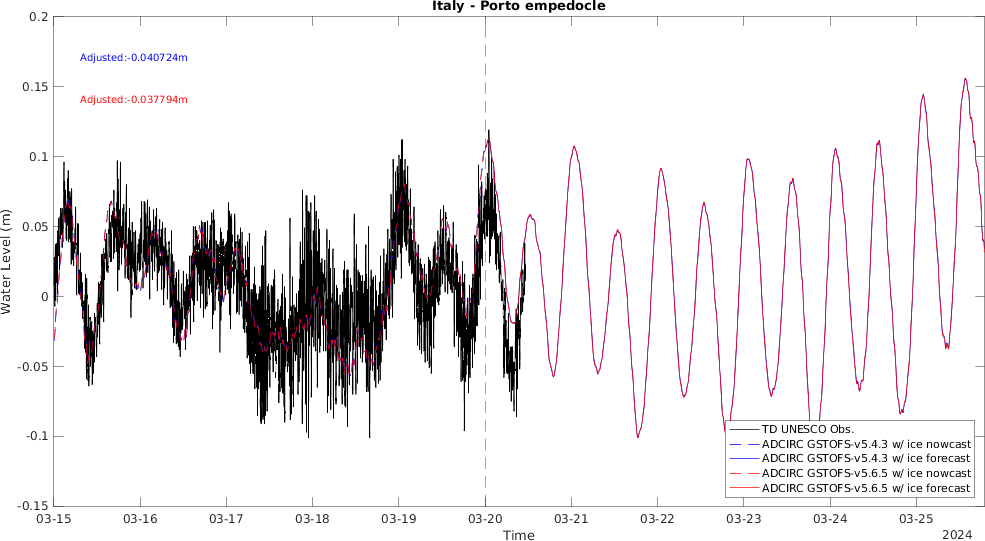 Italy - Porto empedocle
0.2
0.15
0.1
0.05
0
-0.05
-0.1
-0.15
Water Level (m)
Adjusted:-0.040724m
Adjusted:-0.037794m
TD UNESCO Obs.
ADCIRC GSTOFS-v5.4.3 w/ ice nowcast
ADCIRC GSTOFS-v5.4.3 w/ ice forecast
ADCIRC GSTOFS-v5.6.5 w/ ice nowcast
ADCIRC GSTOFS-v5.6.5 w/ ice forecast
03-15 03-16 03-17 03-18 03-19 03-20 03-21 03-22 03-23 03-24 03-25
Time
2024